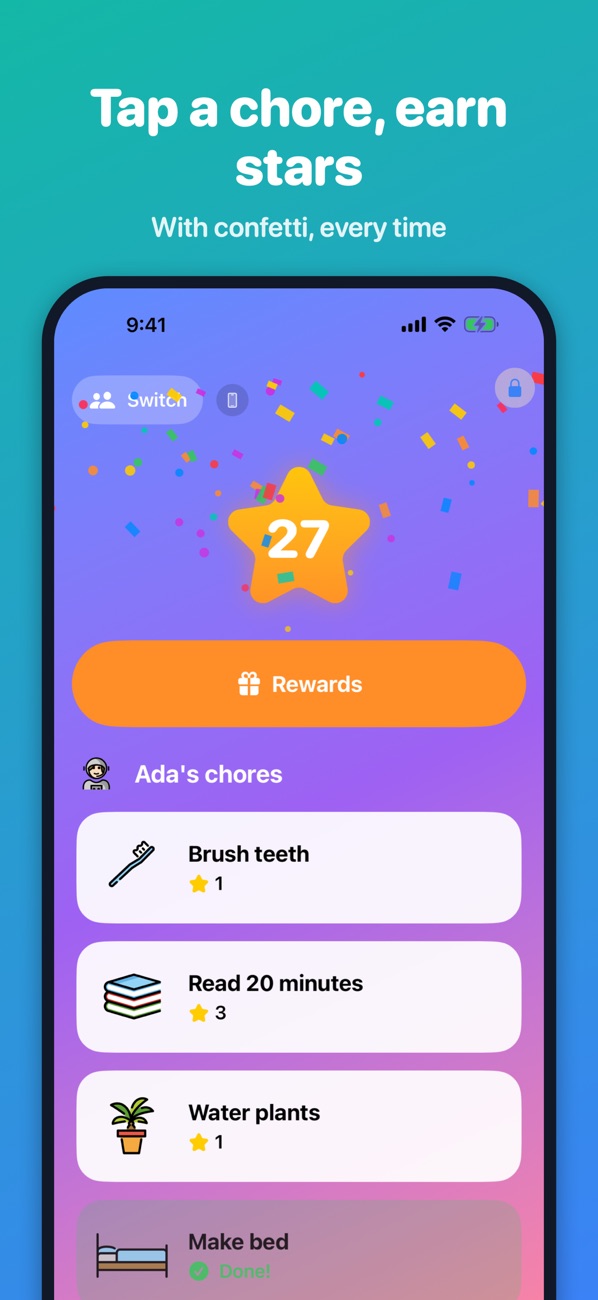 Tap a chore, earn
stars
With confetti, every time
9:41
Switch
27
Rewards
Ada's chores
Brush teeth
1
Read 20 minutes
3
Water plants
1
Make bed
Done!